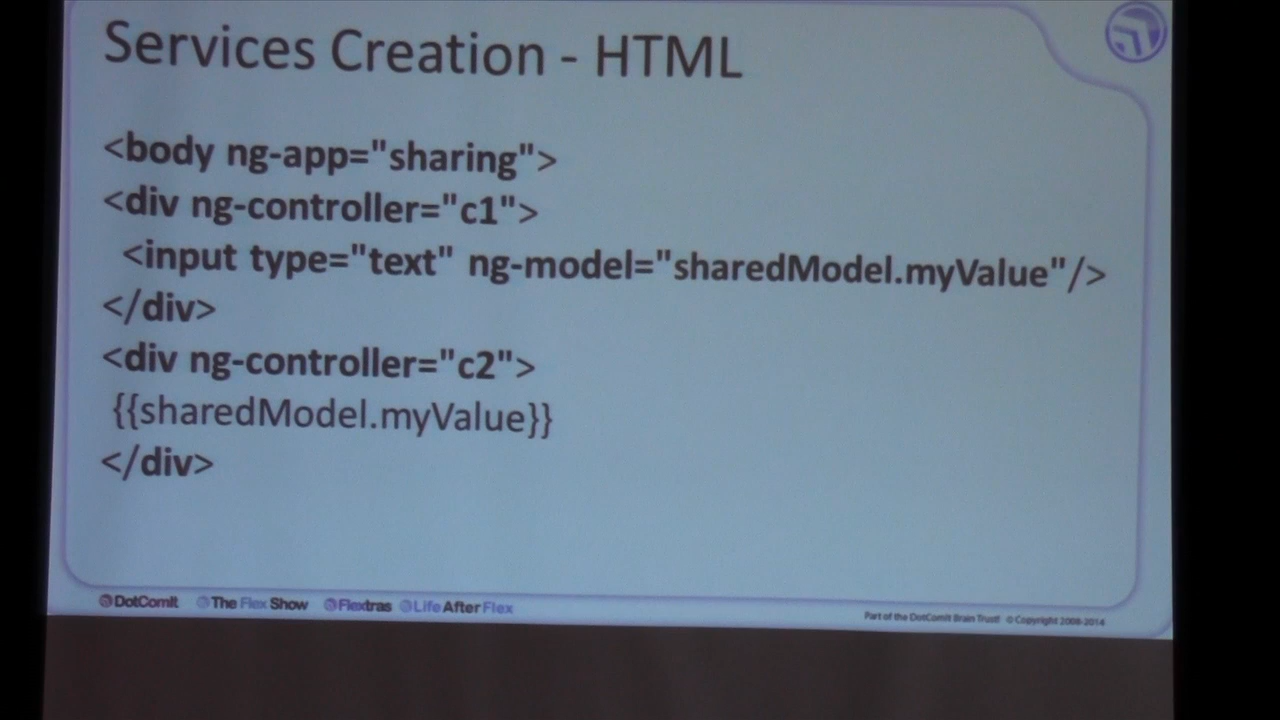 Services Creation - HTML
<body ng-app="sharing">
<div ng-controller="c1">
<input type="text" ng-model="sharedModel.myValue"/>
</div>
<div ng-controller="c2">
{{sharedModel.myValue}}
</div>
DotComIt The Flex Show Flextras Life After Flex
Part of the DotComIt Brain Trust! © Copyright 2008-2014